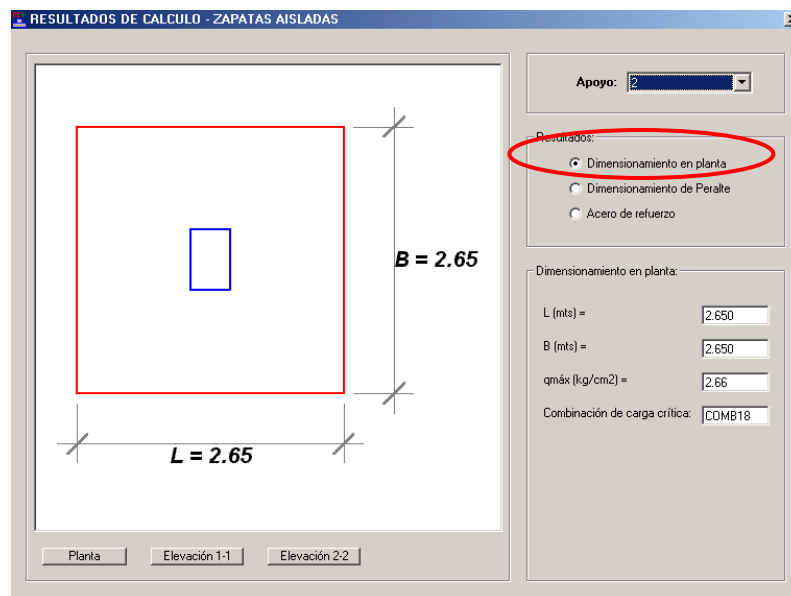 RESULTADOS DE CALCULO - ZAPATAS AISLADAS
B = 2.65
L = 2.65
Planta
Elevación 1-1
Elevación 2-2
Apoyo: 2
Resultados:
Dimensionamiento en planta
Dimensionamiento de Peralte
Acero de refuerzo
Dimensionamiento en planta:
L (mts) = 2.650
B (mts) = 2.650
qmáx (kg/cm2) = 2.66
Combinación de carga crítica: COMB18